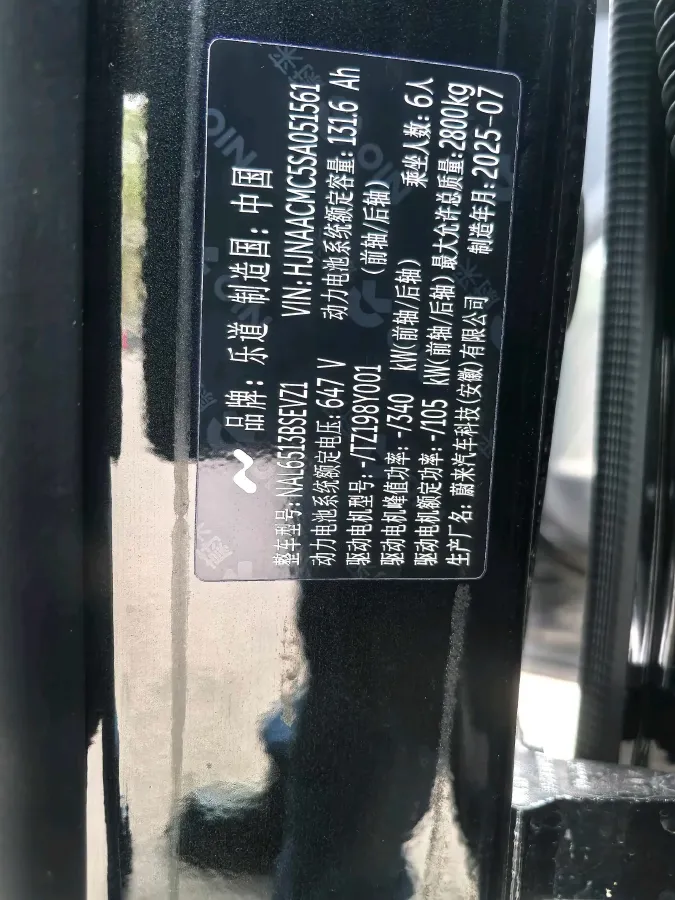 品牌: 乐道 制造国: 中国
整车型号: NAL6513BSEVZ1 VIN: HJNAACMC5SA051561
动力电池系统额定电压: 647 V 动力电池系统额定容量: 131.6 Ah
驱动电机型号: -/TZ198Y001 (前轴/后轴)
驱动电机峰值功率: -/340 kW(前轴/后轴) 乘坐人数: 6人
驱动电机额定功率: -/105 kW(前轴/后轴) 最大允许总质量: 2800kg
生产厂名: 蔚来汽车科技(安徽)有限公司 制造年月: 2025-07